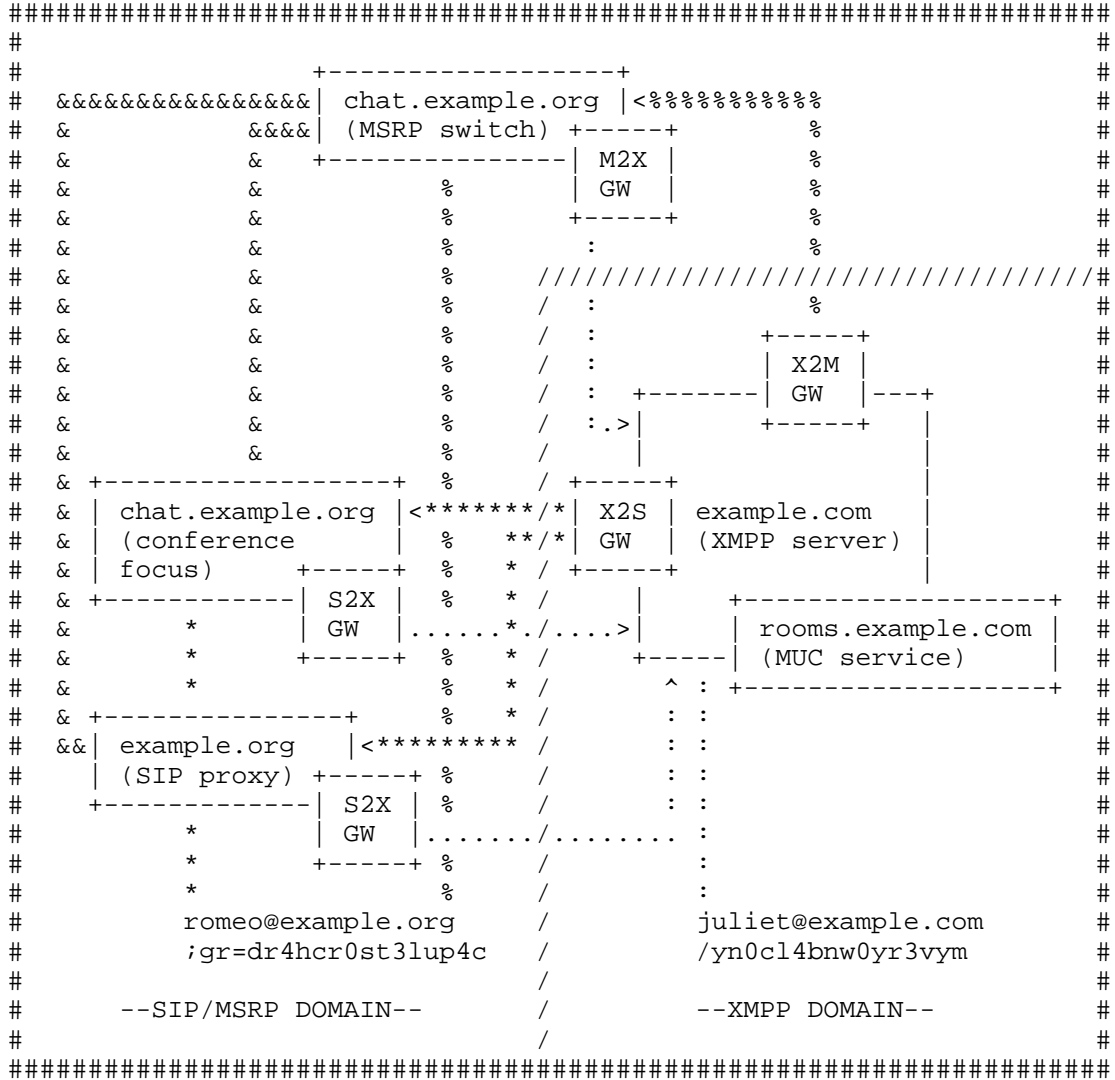 chat.example.org
(MSRP switch)
M2X
GW
X2M
GW
chat.example.org
(conference
focus)
X2S
GW
example.com
(XMPP server)
S2X
GW
rooms.example.com
(MUC service)
example.org
(SIP proxy)
S2X
GW
romeo@example.org
;gr=dr4hcr0st3lup4c
juliet@example.com
/yn0cl4bnw0yr3vym
--SIP/MSRP DOMAIN--
--XMPP DOMAIN--